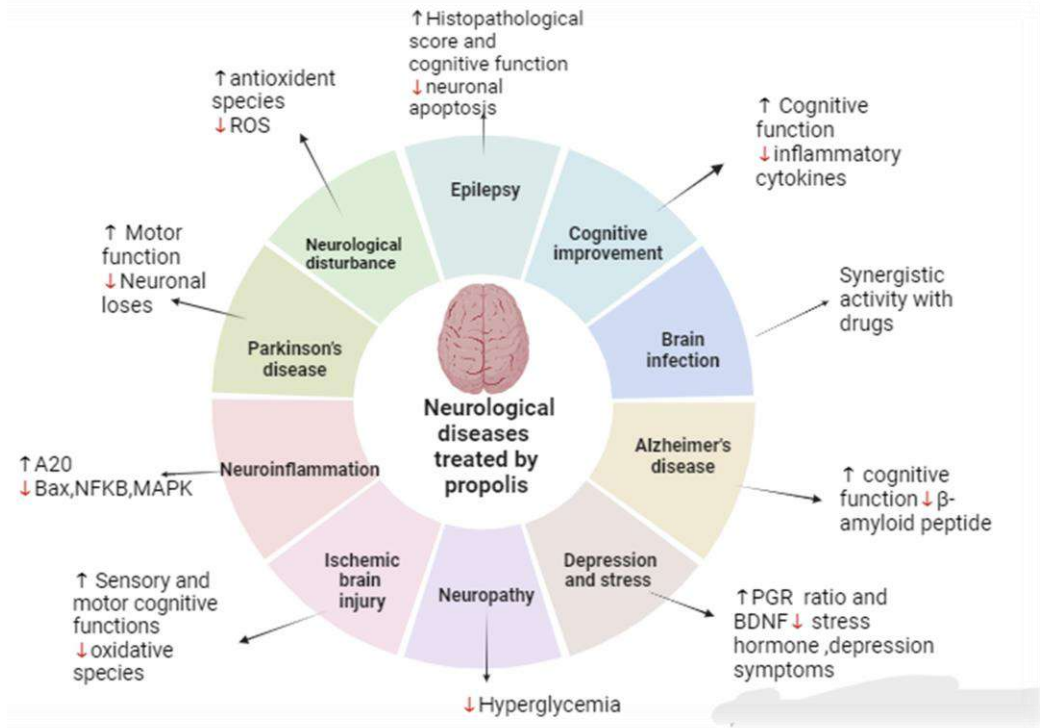 ↑Histopathological
score and
cognitive function
↓neuronal
apoptosis
↑antioxident
species
↓ROS
↑ Cognitive
function
↓inflammatory
cytokines
Epilepsy
Neurological
disturbance
Cognitive
improvement
↑ Motor
function
↓Neuronal
loses
Synergistic
activity with
drugs
Parkinson's
disease
Brain
infection
Neurological
diseases
treated by
propolis
Neuroinflammation
↑A20
↓Bax,NFKB,MAPK
Alzheimer's
disease
↑ cognitive
function↓β-
amyloid peptide
Ischemic
brain
injury
Neuropathy
Depression
and stress
↑ Sensory and
motor cognitive
functions
↓oxidative
species
↑PGR ratio and
BDNF↓ stress
hormone ,depression
symptoms
↓Hyperglycemia